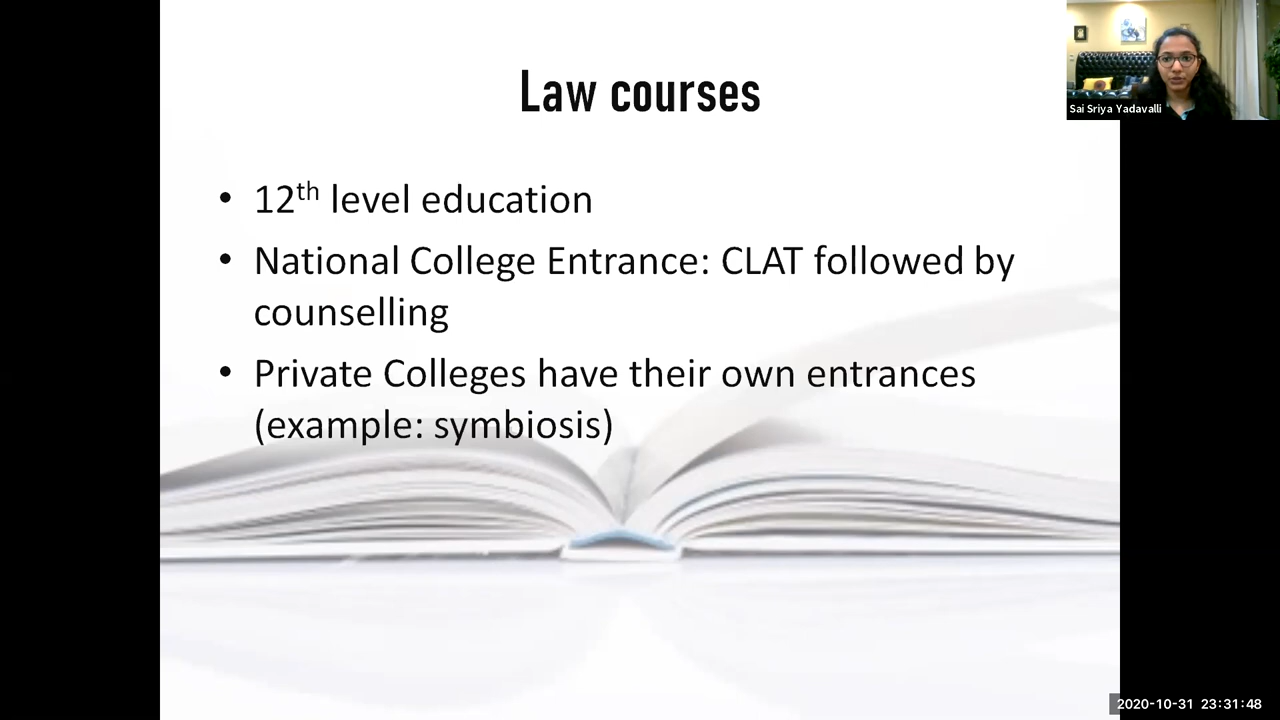 Law courses
• 12th level education
• National College Entrance: CLAT followed by
counselling
• Private Colleges have their own entrances
(example: symbiosis)
Sai Sriya Yadavalli
2020-10-31 23:31:48